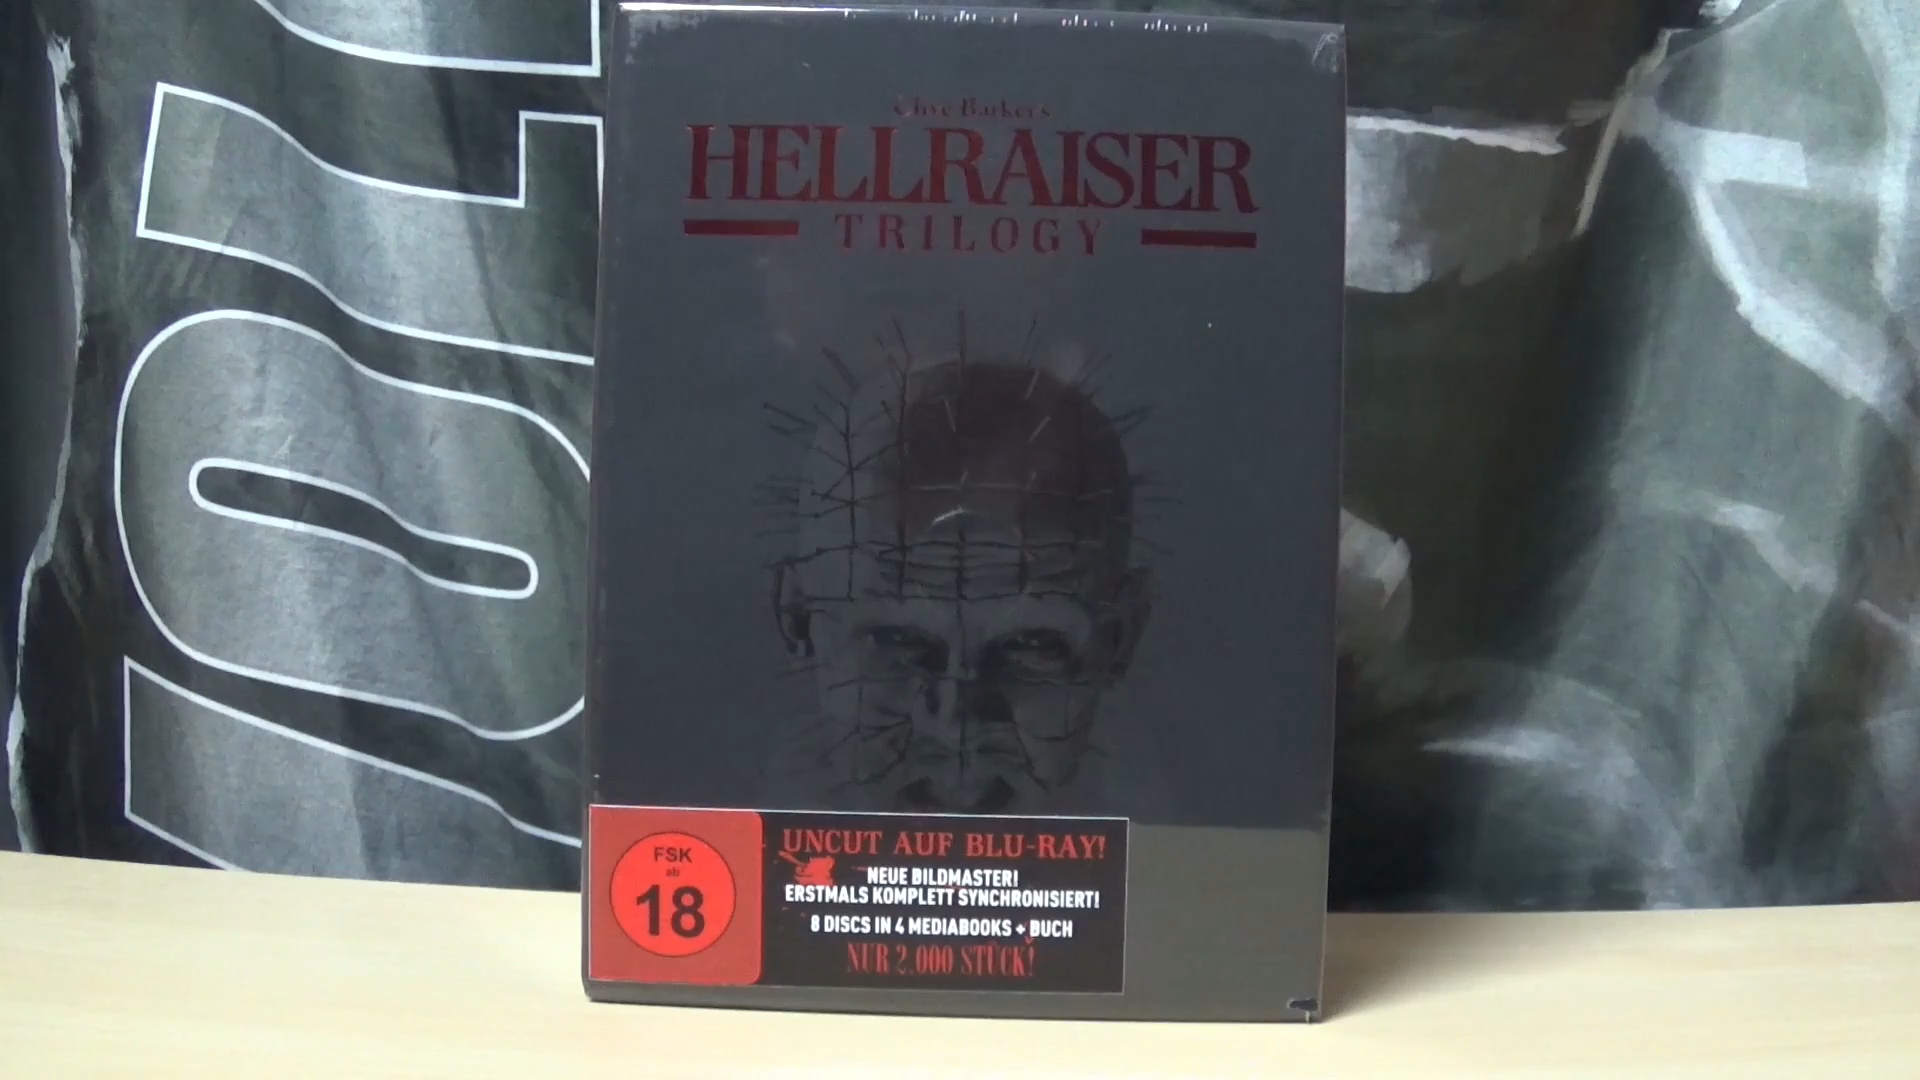 Clive Barker's
HELLRAISER
TRILOGY
FSK
ab
18
UNCUT AUF BLU-RAY!
NEUE BILDMASTER!
ERSTMALS KOMPLETT SYNCHRONISIERT!
8 DISCS IN 4 MEDIABOOKS + BUCH
NUR 2.000 STÜCK!